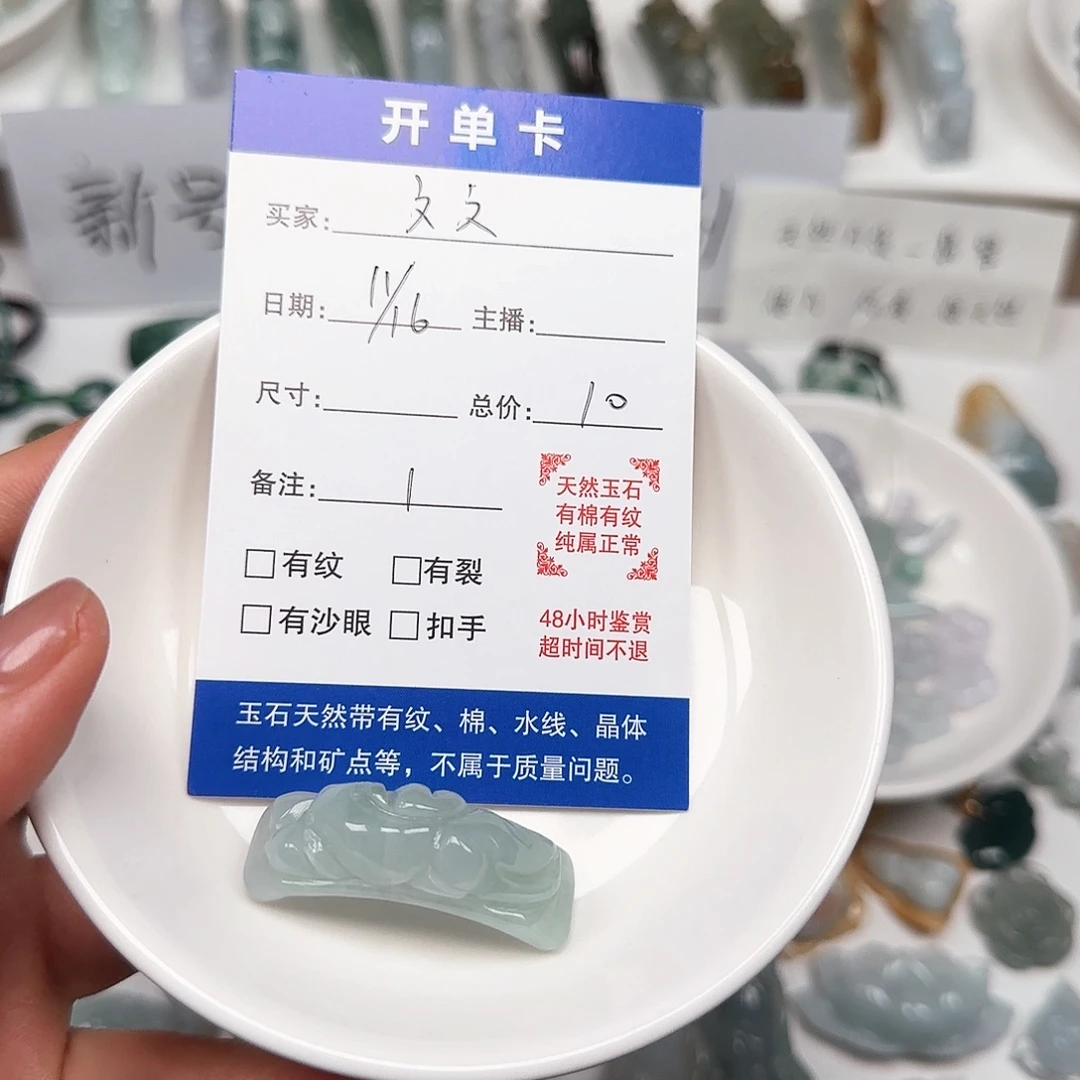 开单卡
买家: 文文
日期: 11/16 主播:
尺寸: 总价: 10
备注: 1
天然玉石
有棉有纹
纯属正常
□有纹 □有裂
□有沙眼 □扣手
48小时鉴赏
超时间不退
玉石天然带有纹、棉、水线、晶体
结构和矿点等，不属于质量问题。
新号